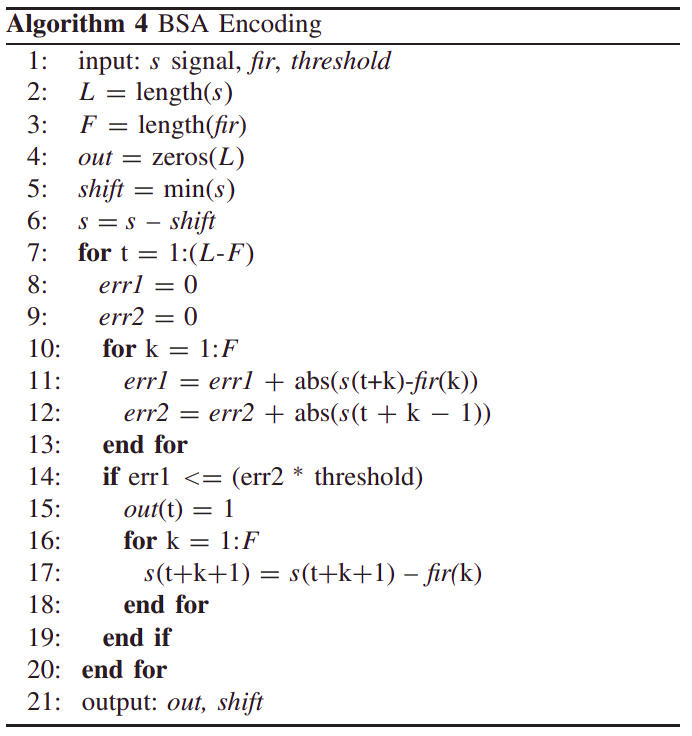 Algorithm 4 BSA Encoding
1: input: s signal, fir, threshold
2: L = length(s)
3: F = length(fir)
4: out = zeros(L)
5: shift = min(s)
6: s = s – shift
7: for t = 1:(L-F)
8: err1 = 0
9: err2 = 0
10: for k = 1:F
11: err1 = err1 + abs(s(t+k)-fir(k))
12: err2 = err2 + abs(s(t + k − 1))
13: end for
14: if err1 <= (err2 * threshold)
15: out(t) = 1
16: for k = 1:F
17: s(t+k+1) = s(t+k+1) – fir(k)
18: end for
19: end if
20: end for
21: output: out, shift